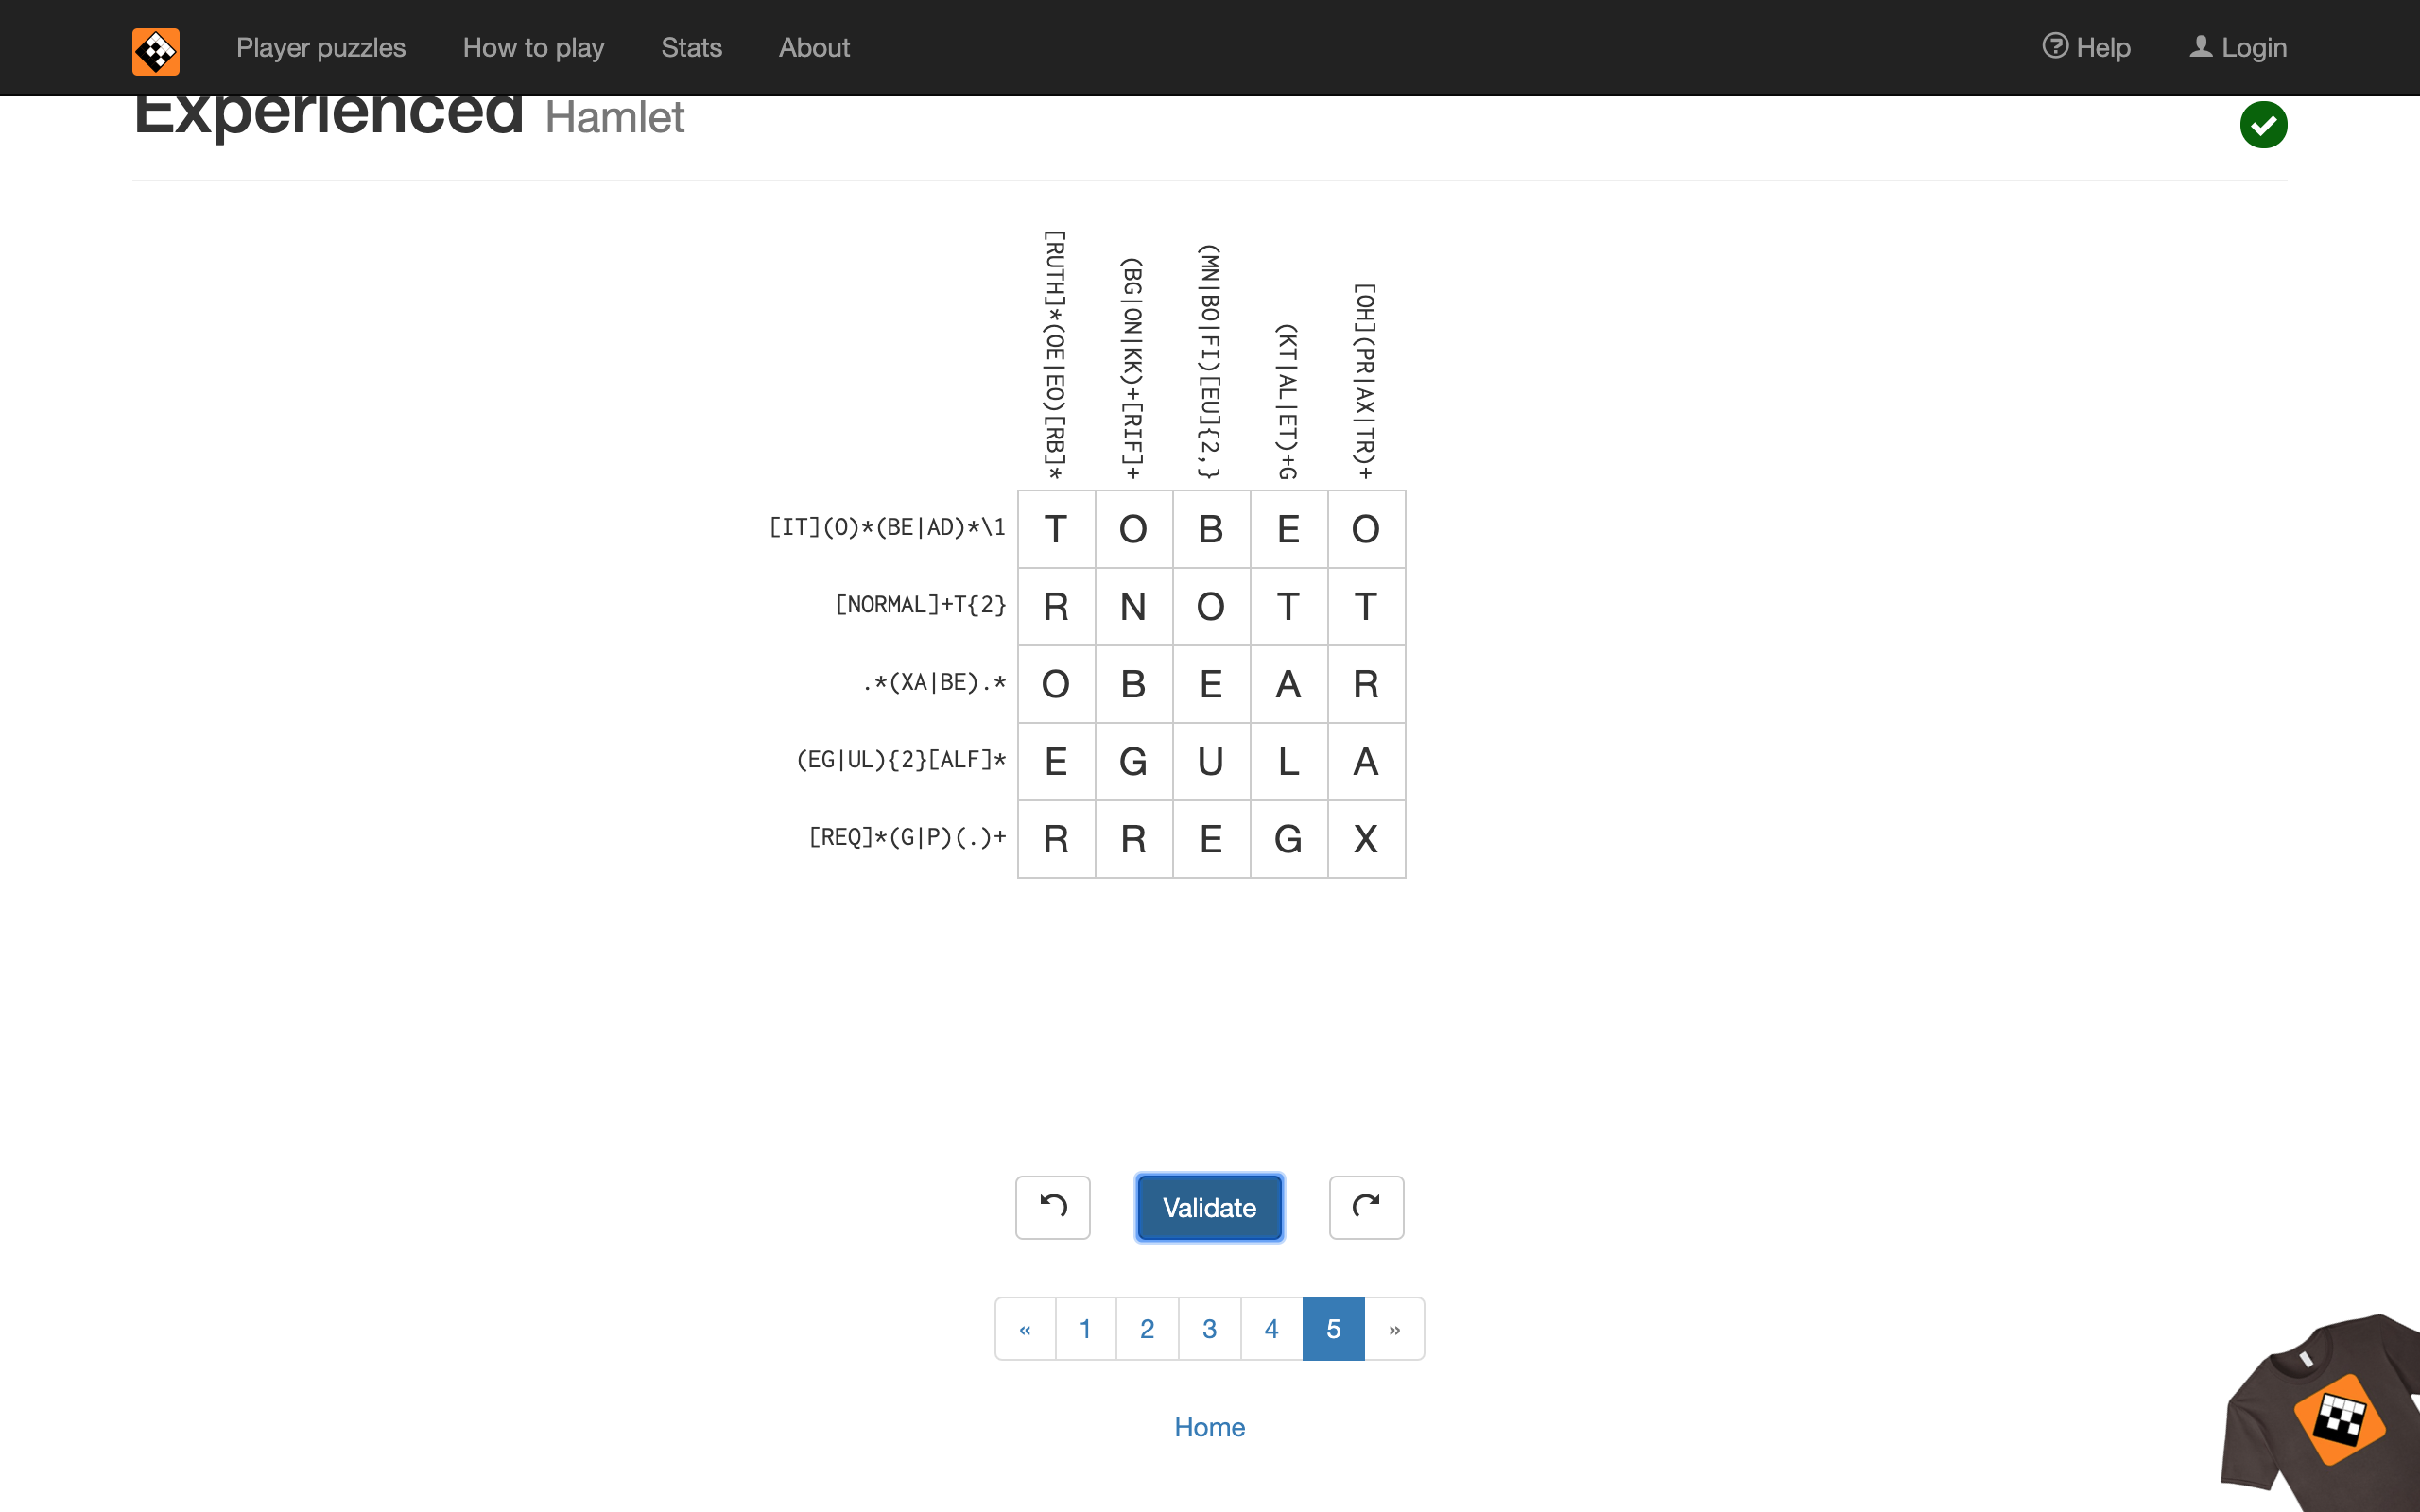 Player puzzles How to play Stats About Help Login
Experienced Hamlet
[RUTH]*(OE|EO)[RB]*
(BG|ON|KK)+[RIF]+
(MN|BO|FI)[EU]{2,}
(KT|AL|ET)+G
[OH](PR|AX|TR)+
[IT](O)*(BE|AD)*\1 T O B E O
[NORMAL]+T{2} R N O T T
.*(XA|BE).* O B E A R
(EG|UL){2}[ALF]* E G U L A
[REQ]*(G|P)(.)+ R R E G X
Validate
« 1 2 3 4 5 »
Home